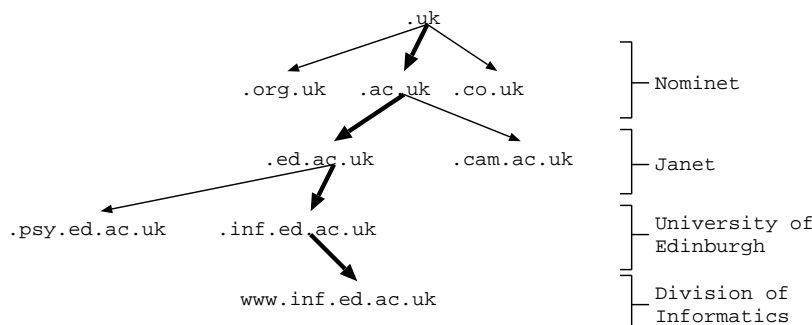 .uk
.org.uk .ac.uk .co.uk
Nominet
.ed.ac.uk .cam.ac.uk
Janet
.psy.ed.ac.uk .inf.ed.ac.uk
University of
Edinburgh
www.inf.ed.ac.uk
Division of
Informatics